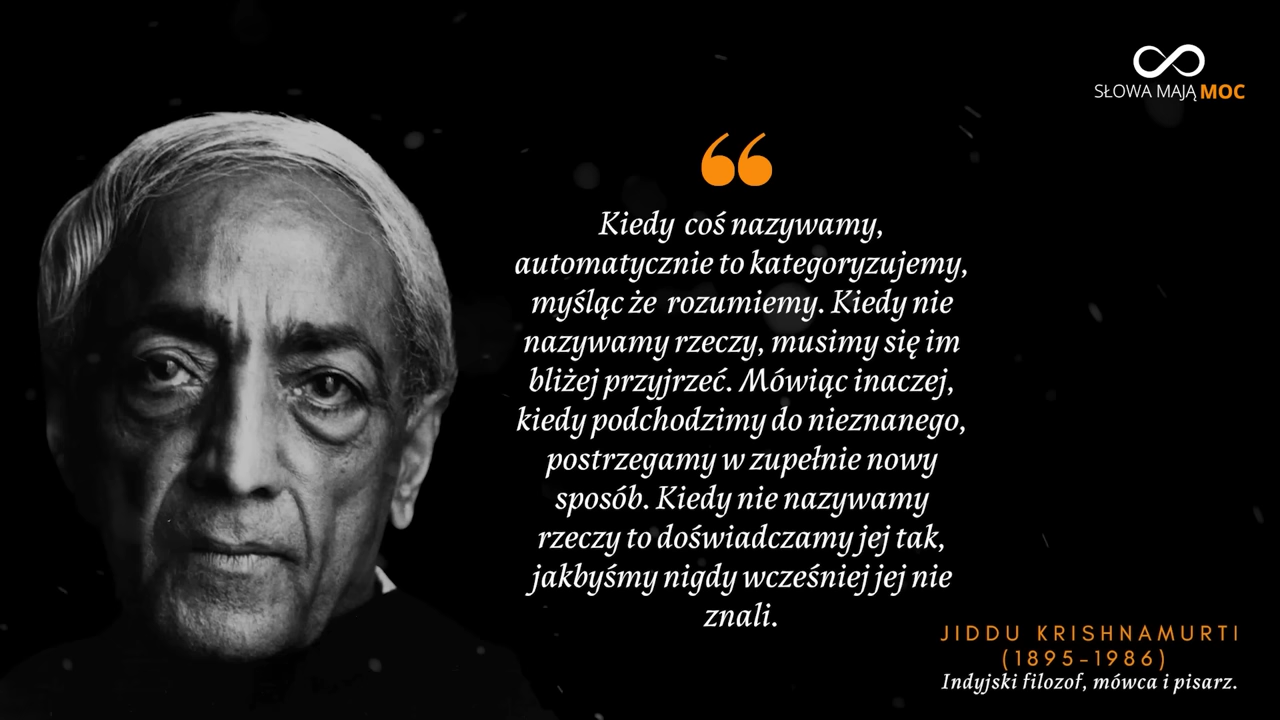 SŁOWA MAJĄ MOC
Kiedy coś nazywamy,
automatycznie to kategoryzujemy,
myśląc że rozumiemy. Kiedy nie
nazywamy rzeczy, musimy się im
bliżej przyjrzeć. Mówiąc inaczej,
kiedy podchodzimy do nieznanego,
postrzegamy w zupełnie nowy
sposób. Kiedy nie nazywamy
rzeczy to doświadczamy jej tak,
jakbyśmy nigdy wcześniej jej nie
znali.
JIDDU KRISHNAMURTI
(1895-1986)
Indyjski filozof, mówca i pisarz.